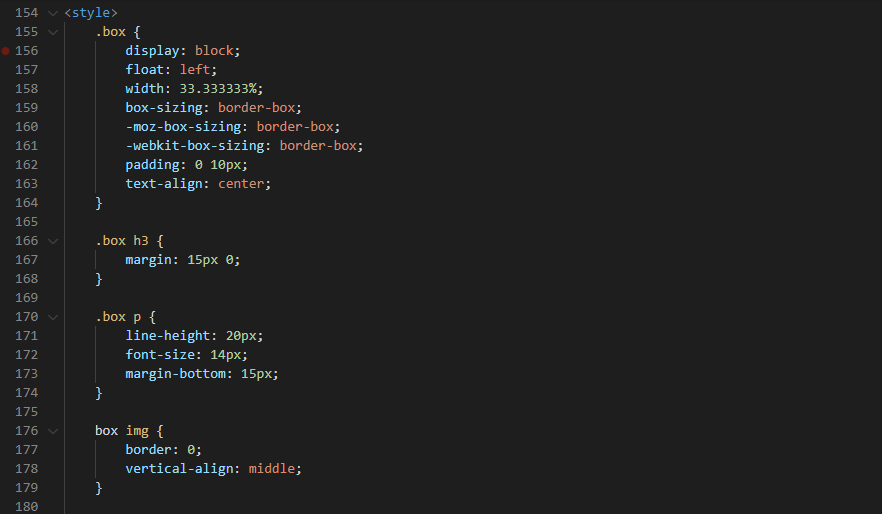 154 <style>
155 .box {
156 display: block;
157 float: left;
158 width: 33.333333%;
159 box-sizing: border-box;
160 -moz-box-sizing: border-box;
161 -webkit-box-sizing: border-box;
162 padding: 0 10px;
163 text-align: center;
164 }
165
166 .box h3 {
167 margin: 15px 0;
168 }
169
170 .box p {
171 line-height: 20px;
172 font-size: 14px;
173 margin-bottom: 15px;
174 }
175
176 box img {
177 border: 0;
178 vertical-align: middle;
179 }
180